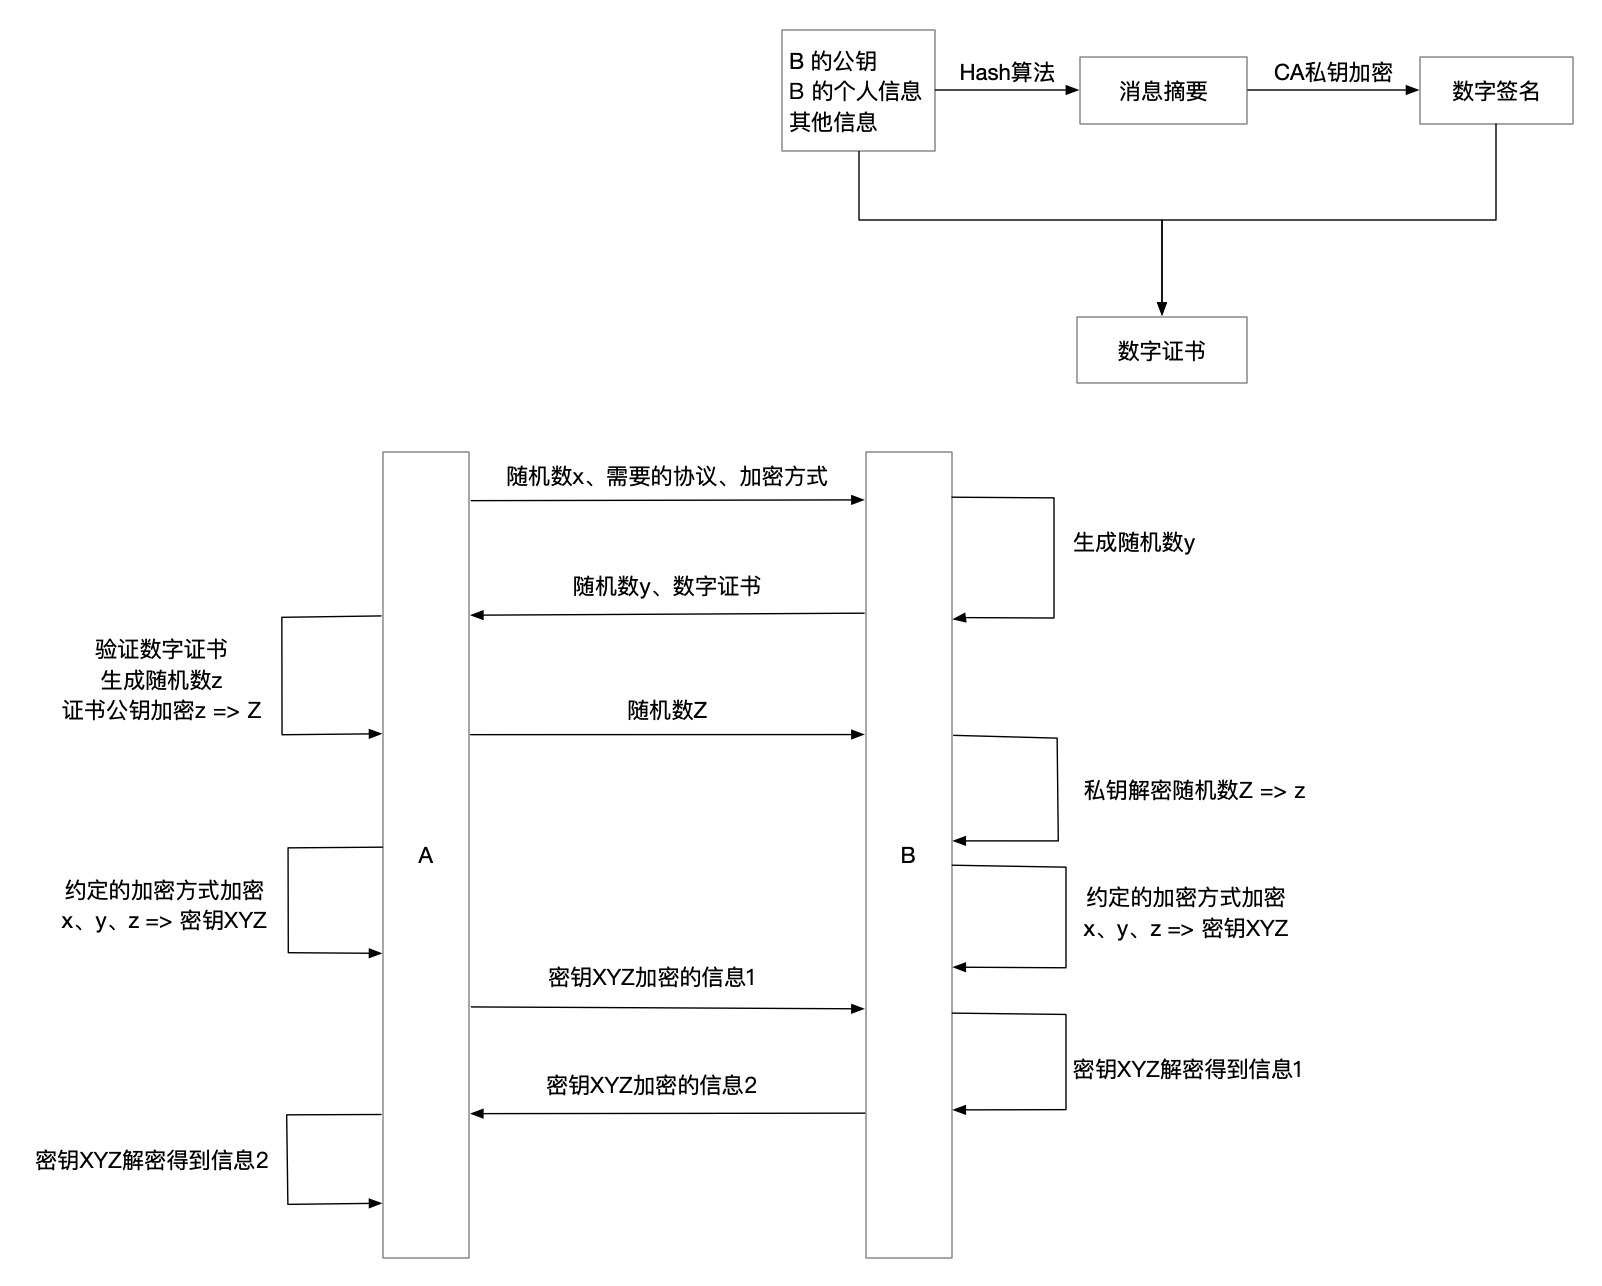 B 的公钥
B 的个人信息
其他信息
Hash算法
消息摘要
CA私钥加密
数字签名
数字证书
随机数x、需要的协议、加密方式
生成随机数y
随机数y、数字证书
验证数字证书
生成随机数z
证书公钥加密z => Z
随机数Z
私钥解密随机数Z => z
A
B
约定的加密方式加密
x、y、z => 密钥XYZ
约定的加密方式加密
x、y、z => 密钥XYZ
密钥XYZ加密的信息1
密钥XYZ解密得到信息1
密钥XYZ加密的信息2
密钥XYZ解密得到信息2